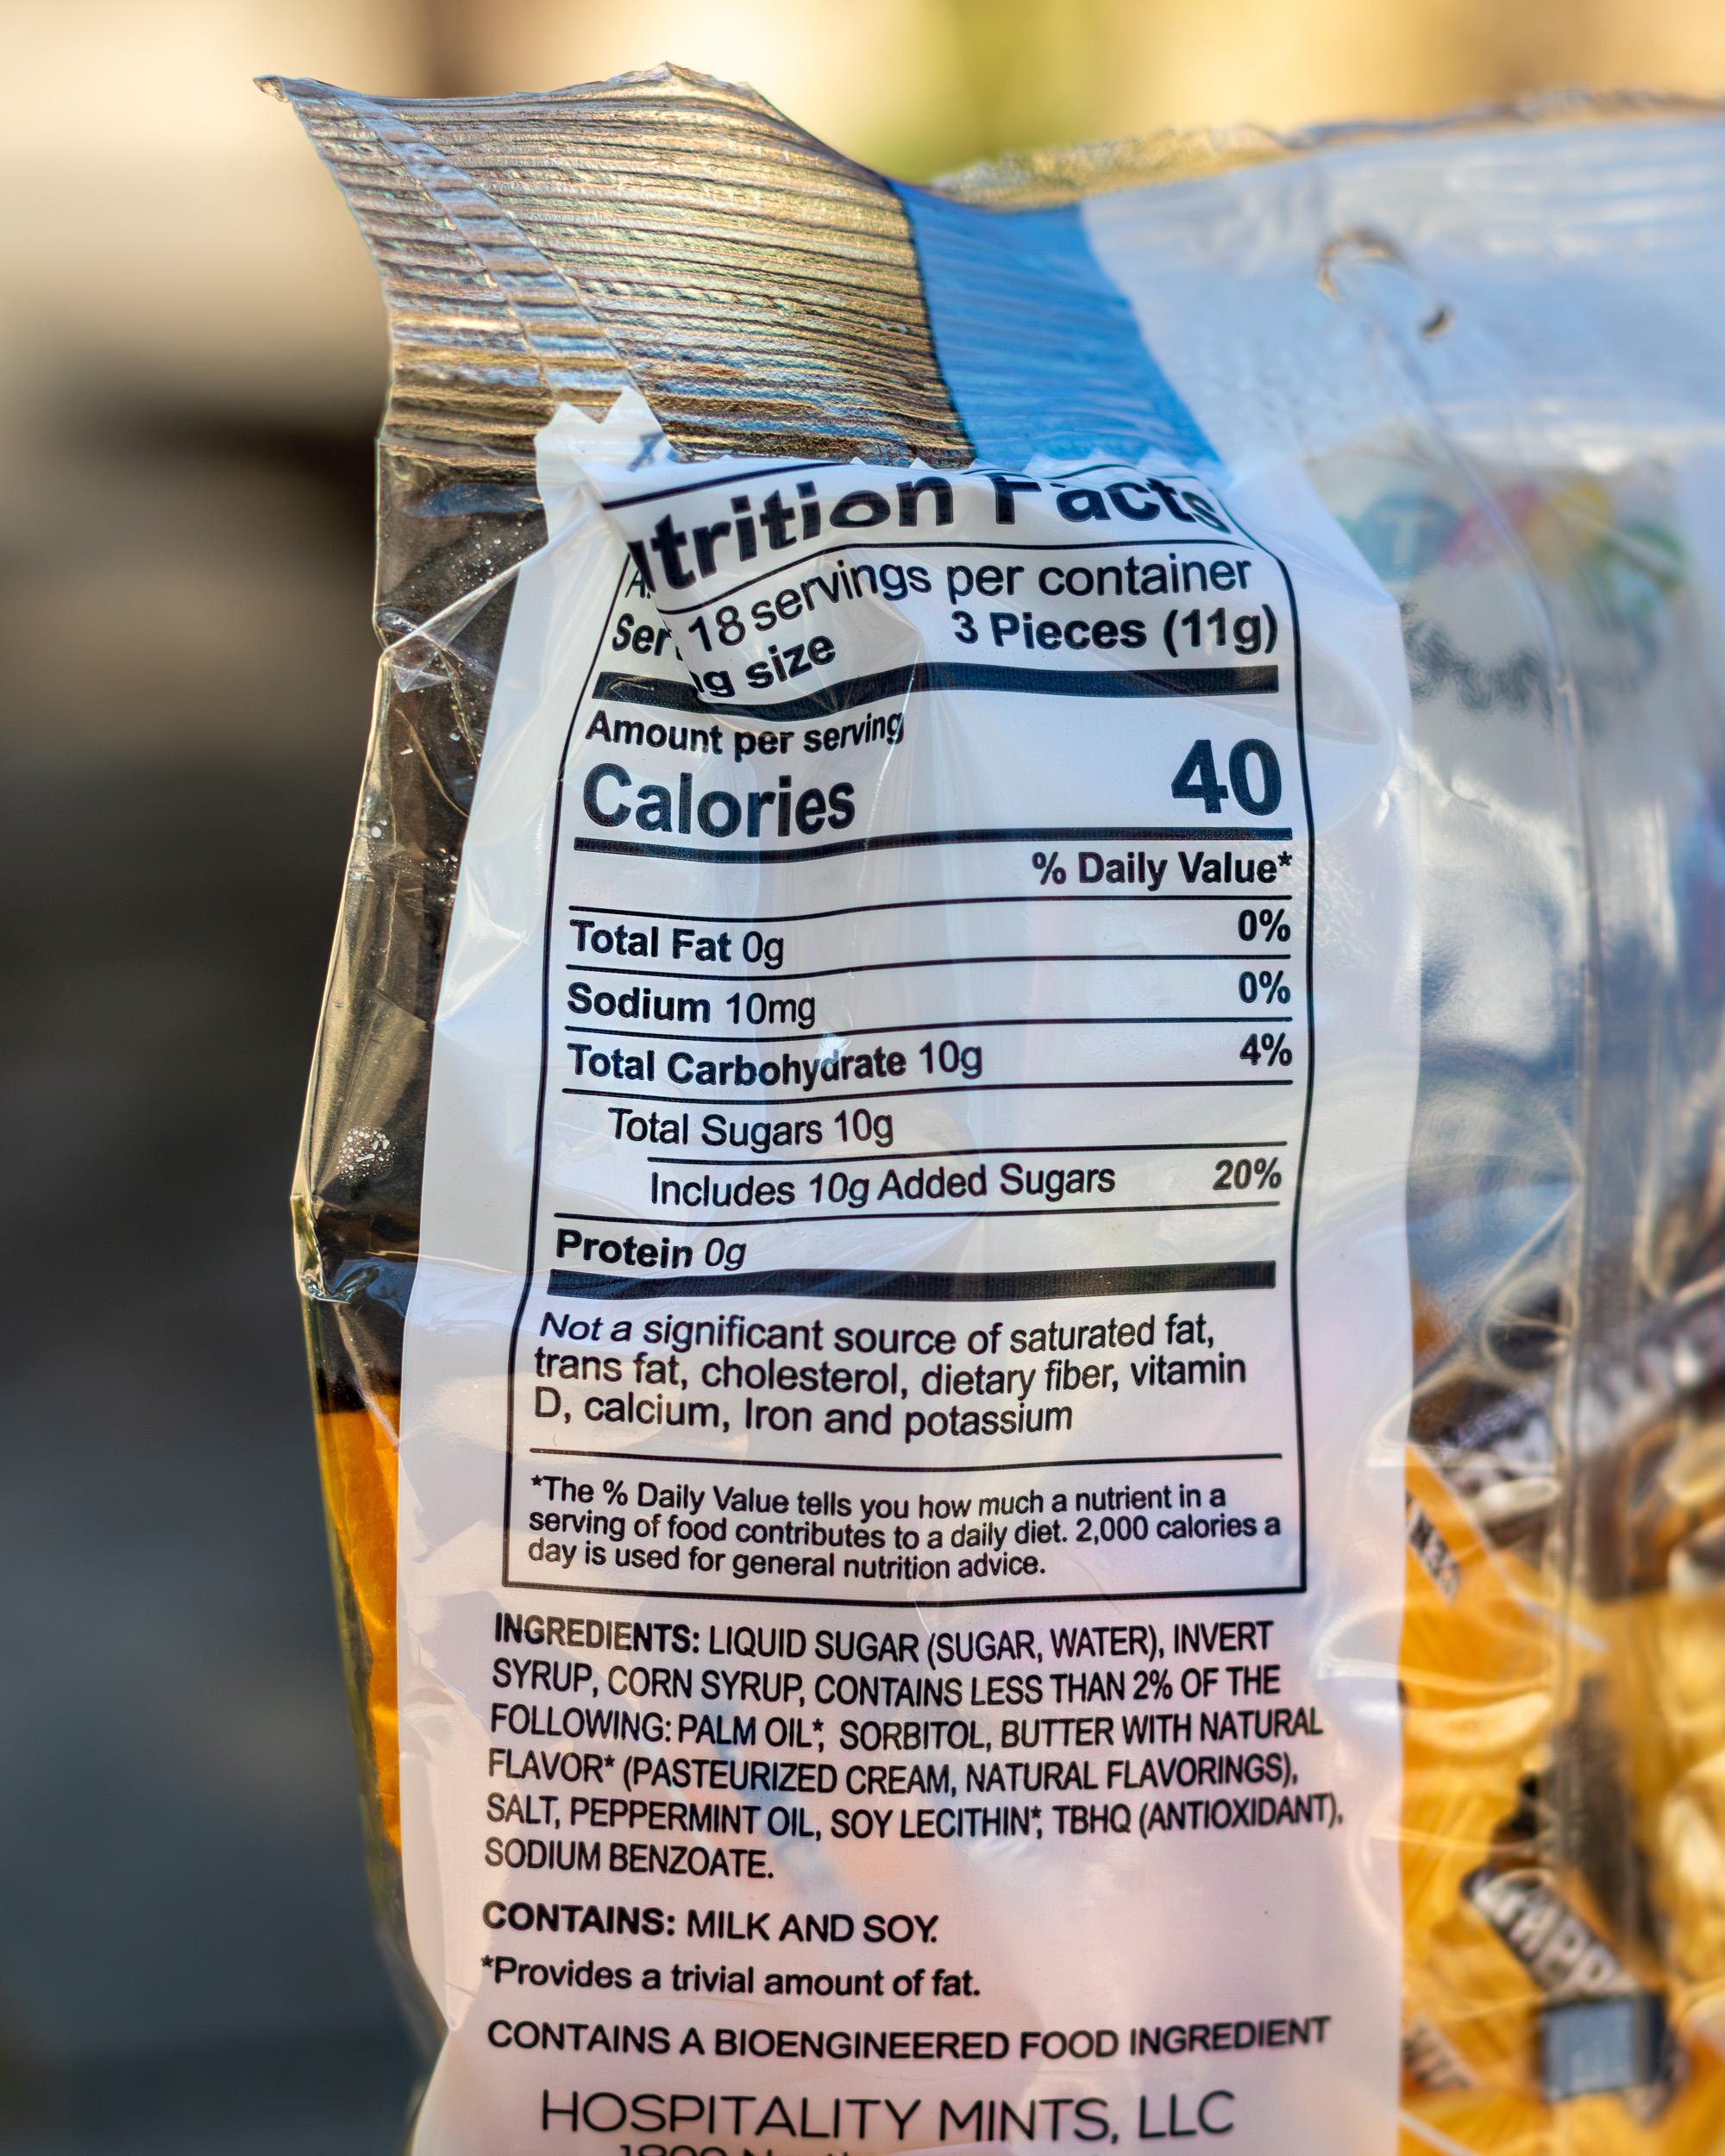 trition Facts
A
18 servings per container
Ser g size 3 Pieces (11g)
Amount per serving
Calories 40
% Daily Value*
Total Fat 0g 0%
Sodium 10mg 0%
Total Carbohydrate 10g 4%
Total Sugars 10g
Includes 10g Added Sugars 20%
Protein 0g
Not a significant source of saturated fat,
trans fat, cholesterol, dietary fiber, vitamin
D, calcium, Iron and potassium
*The % Daily Value tells you how much a nutrient in a
serving of food contributes to a daily diet. 2,000 calories a
day is used for general nutrition advice.
INGREDIENTS: LIQUID SUGAR (SUGAR, WATER), INVERT
SYRUP, CORN SYRUP, CONTAINS LESS THAN 2% OF THE
FOLLOWING: PALM OIL*, SORBITOL, BUTTER WITH NATURAL
FLAVOR* (PASTEURIZED CREAM, NATURAL FLAVORINGS),
SALT, PEPPERMINT OIL, SOY LECITHIN*, TBHQ (ANTIOXIDANT),
SODIUM BENZOATE.
CONTAINS: MILK AND SOY.
*Provides a trivial amount of fat.
CONTAINS A BIOENGINEERED FOOD INGREDIENT
HOSPITALITY MINTS, LLC